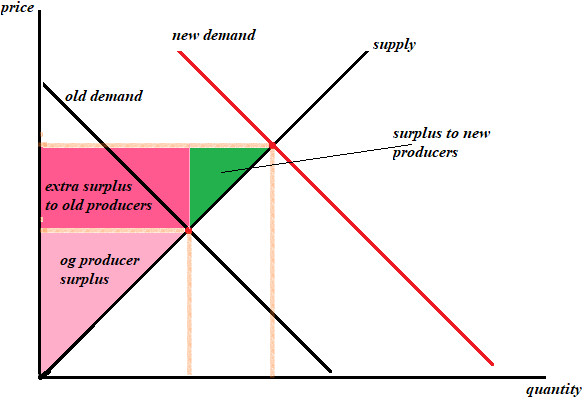 price
new demand
supply
old demand
surplus to new
producers
extra surplus
to old producers
og producer
surplus
quantity